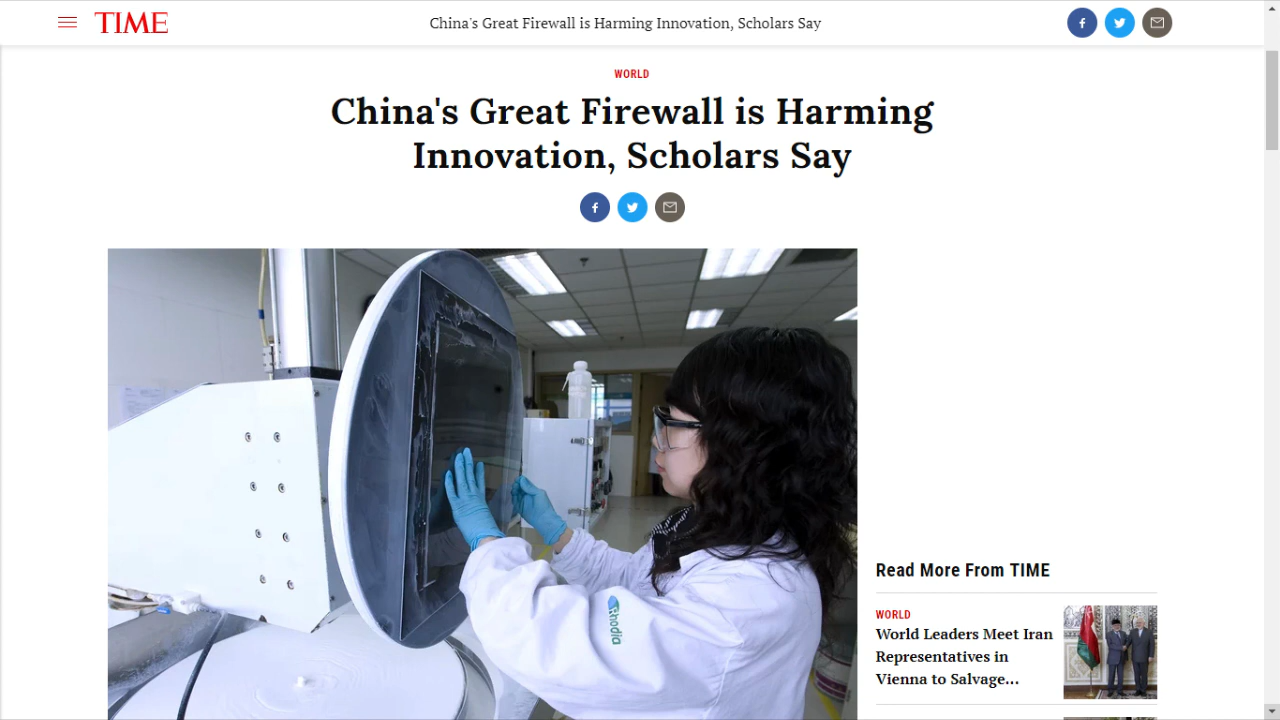 TIME
China's Great Firewall is Harming Innovation, Scholars Say
WORLD
China's Great Firewall is Harming
Innovation, Scholars Say
Rhodia
Read More From TIME
WORLD
World Leaders Meet Iran
Representatives in
Vienna to Salvage...